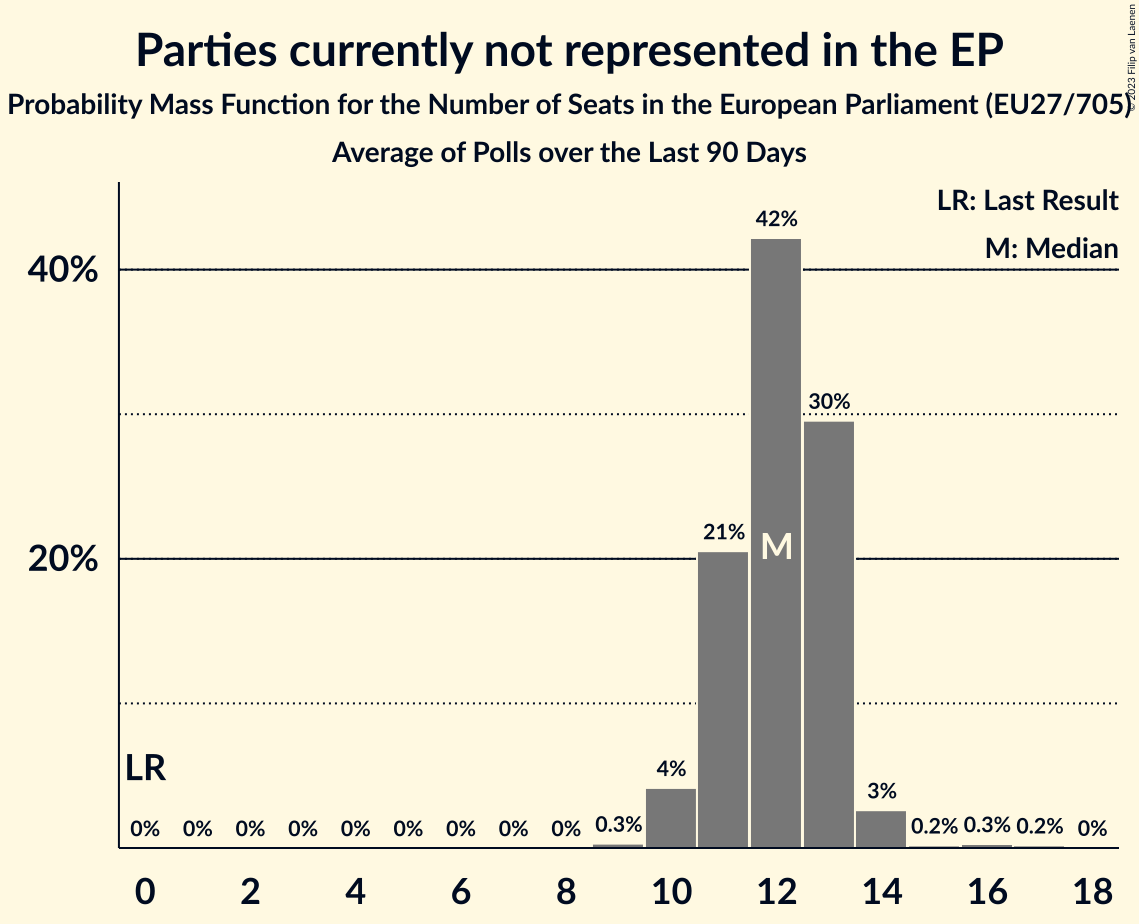 Parties currently not represented in the EP
Probability Mass Function for the Number of Seats in the European Parliament (EU27/705)
Average of Polls over the Last 90 Days
© 2023 Filip van Laenen
LR: Last Result
M: Median
40%
20%
LR
M
0% 0% 0% 0% 0% 0% 0% 0% 0% 0.3% 4% 21% 42% 30% 3% 0.2% 0.3% 0.2% 0%
0 2 4 6 8 10 12 14 16 18